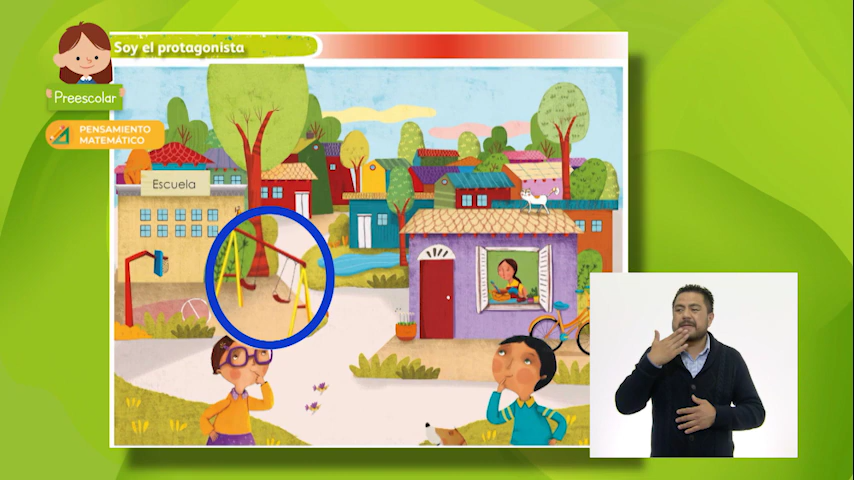 Soy el protagonista
Preescolar
PENSAMIENTO
MATEMÁTICO
Escuela